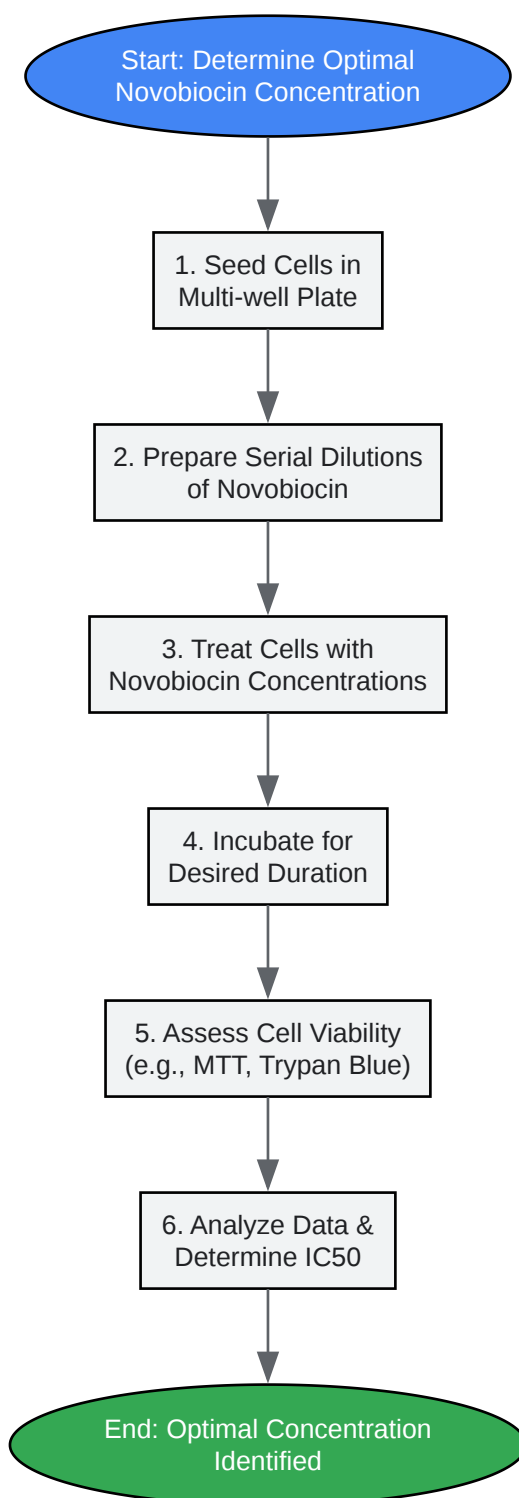 Start: Determine Optimal
Novobiocin Concentration
1. Seed Cells in
Multi-well Plate
2. Prepare Serial Dilutions
of Novobiocin
3. Treat Cells with
Novobiocin Concentrations
4. Incubate for
Desired Duration
5. Assess Cell Viability
(e.g., MTT, Trypan Blue)
6. Analyze Data &
Determine IC50
End: Optimal Concentration
Identified